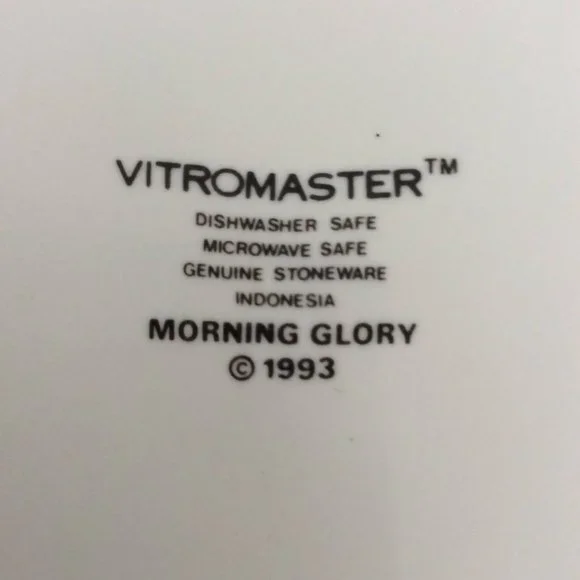 VITROMASTER™
DISHWASHER SAFE
MICROWAVE SAFE
GENUINE STONEWARE
INDONESIA
MORNING GLORY
© 1993